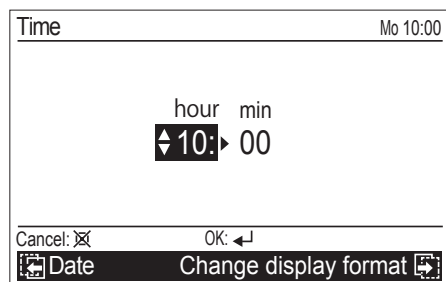 Time Mo 10:00
hour min
10: 00
Cancel: OK:
Date Change display format